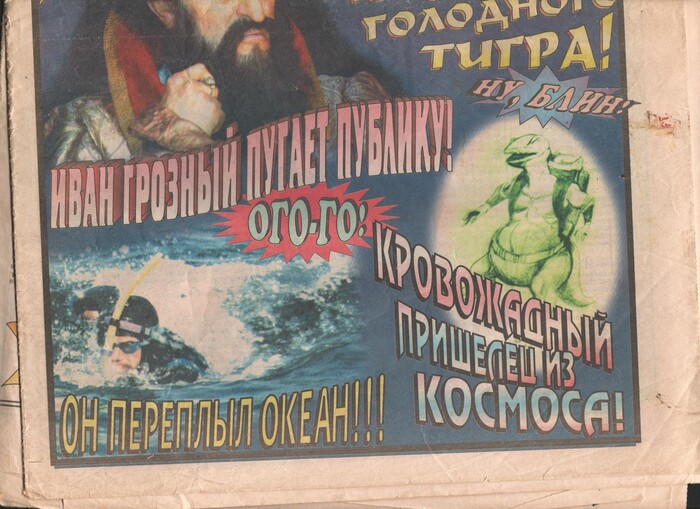 ГОЛОДНОГО
ТИГРА!
НУ, БЛИН!
ИВАН ГРОЗНЫЙ ПУГАЕТ ПУБЛИКУ!
ОГО-ГО!
КРОВОЖАДНЫЙ
ПРИШЕЛЕЦ ИЗ
КОСМОСА!
ОН ПЕРЕПЛЫЛ ОКЕАН!!!